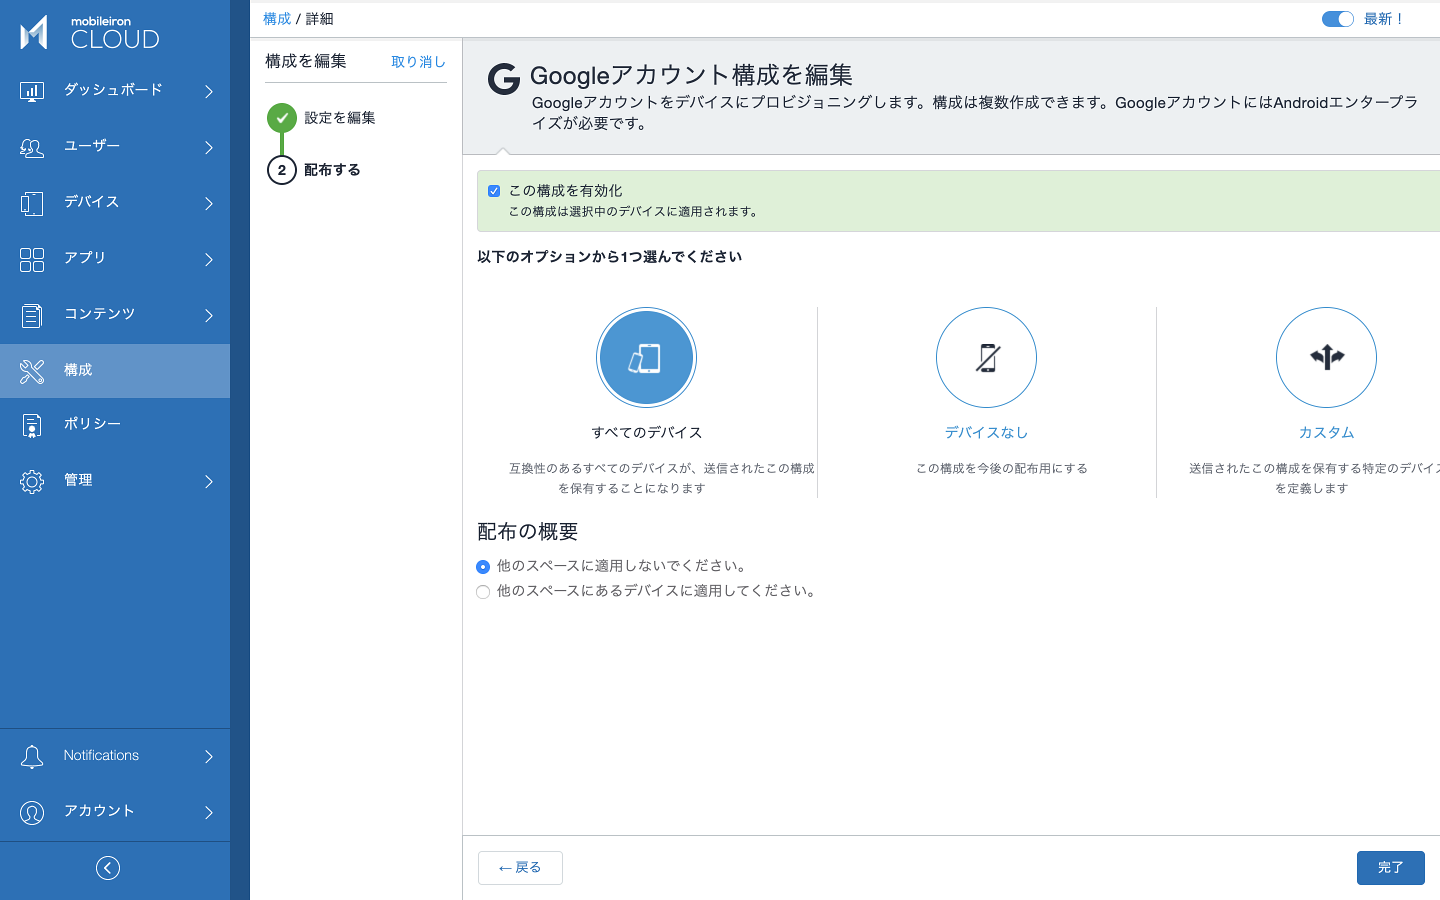 mobileiron
CLOUD
ダッシュボード
ユーザー
デバイス
アプリ
コンテンツ
構成
ポリシー
管理
Notifications
アカウント
構成 / 詳細
最新！
構成を編集
取り消し
設定を編集
2 配布する
Googleアカウント構成を編集
Googleアカウントをデバイスにプロビジョニングします。構成は複数作成できます。GoogleアカウントにはAndroidエンタープラ
イズが必要です。
この構成を有効化
この構成は選択中のデバイスに適用されます。
以下のオプションから1つ選んでください
すべてのデバイス
互換性のあるすべてのデバイスが、送信されたこの構成
を保有することになります
デバイスなし
この構成を今後の配布用にする
カスタム
送信されたこの構成を保有する特定のデバイス
を定義します
配布の概要
他のスペースに適用しないでください。
他のスペースにあるデバイスに適用してください。
←戻る
完了